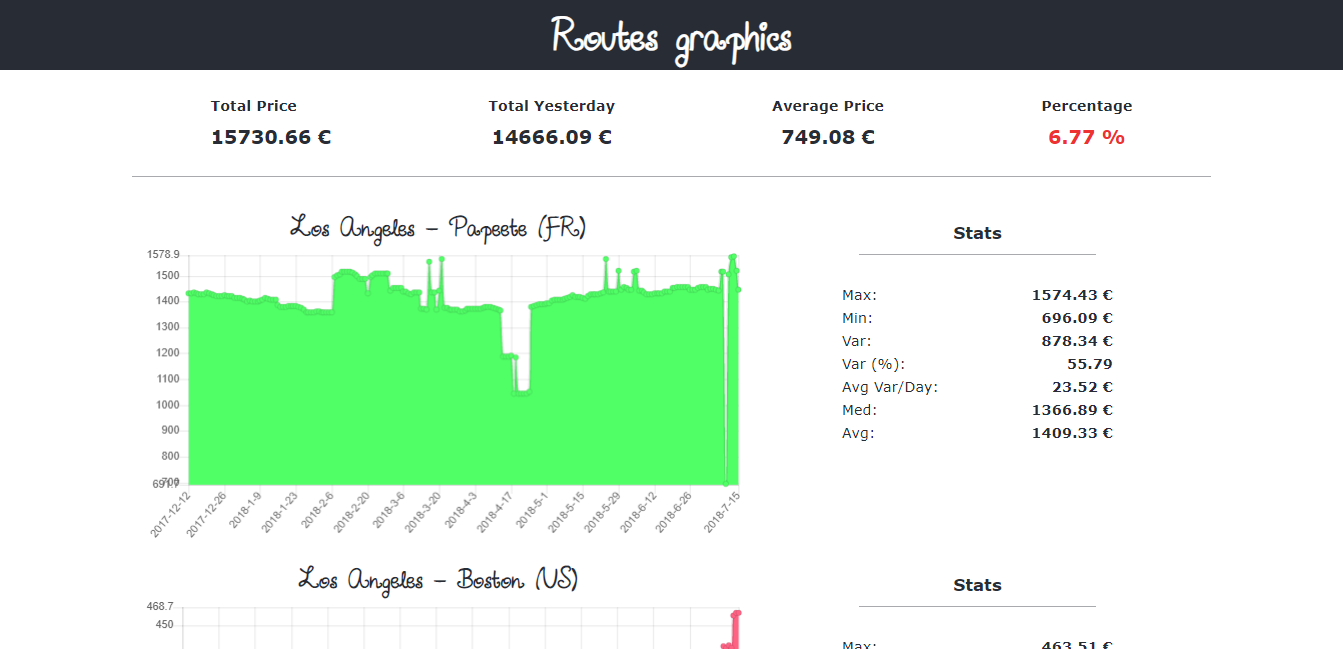 Routes graphics
Total Price
Total Yesterday
Average Price
Percentage
15730.66 €
14666.09 €
749.08 €
6.77 %
Los Angeles - Papeete (FR)
1578.9
1500
1400
1300
1200
1100
1000
900
800
700
691.7
2017-12-12
2017-12-26
2018-1-9
2018-1-23
2018-2-6
2018-2-20
2018-3-6
2018-3-20
2018-4-3
2018-4-17
2018-5-1
2018-5-15
2018-5-29
2018-6-12
2018-6-26
2018-7-15
Stats
Max: 1574.43 €
Min: 696.09 €
Var: 878.34 €
Var (%): 55.79
Avg Var/Day: 23.52 €
Med: 1366.89 €
Avg: 1409.33 €
Los Angeles - Boston (US)
468.7
450
Stats
Max: 463.51 €